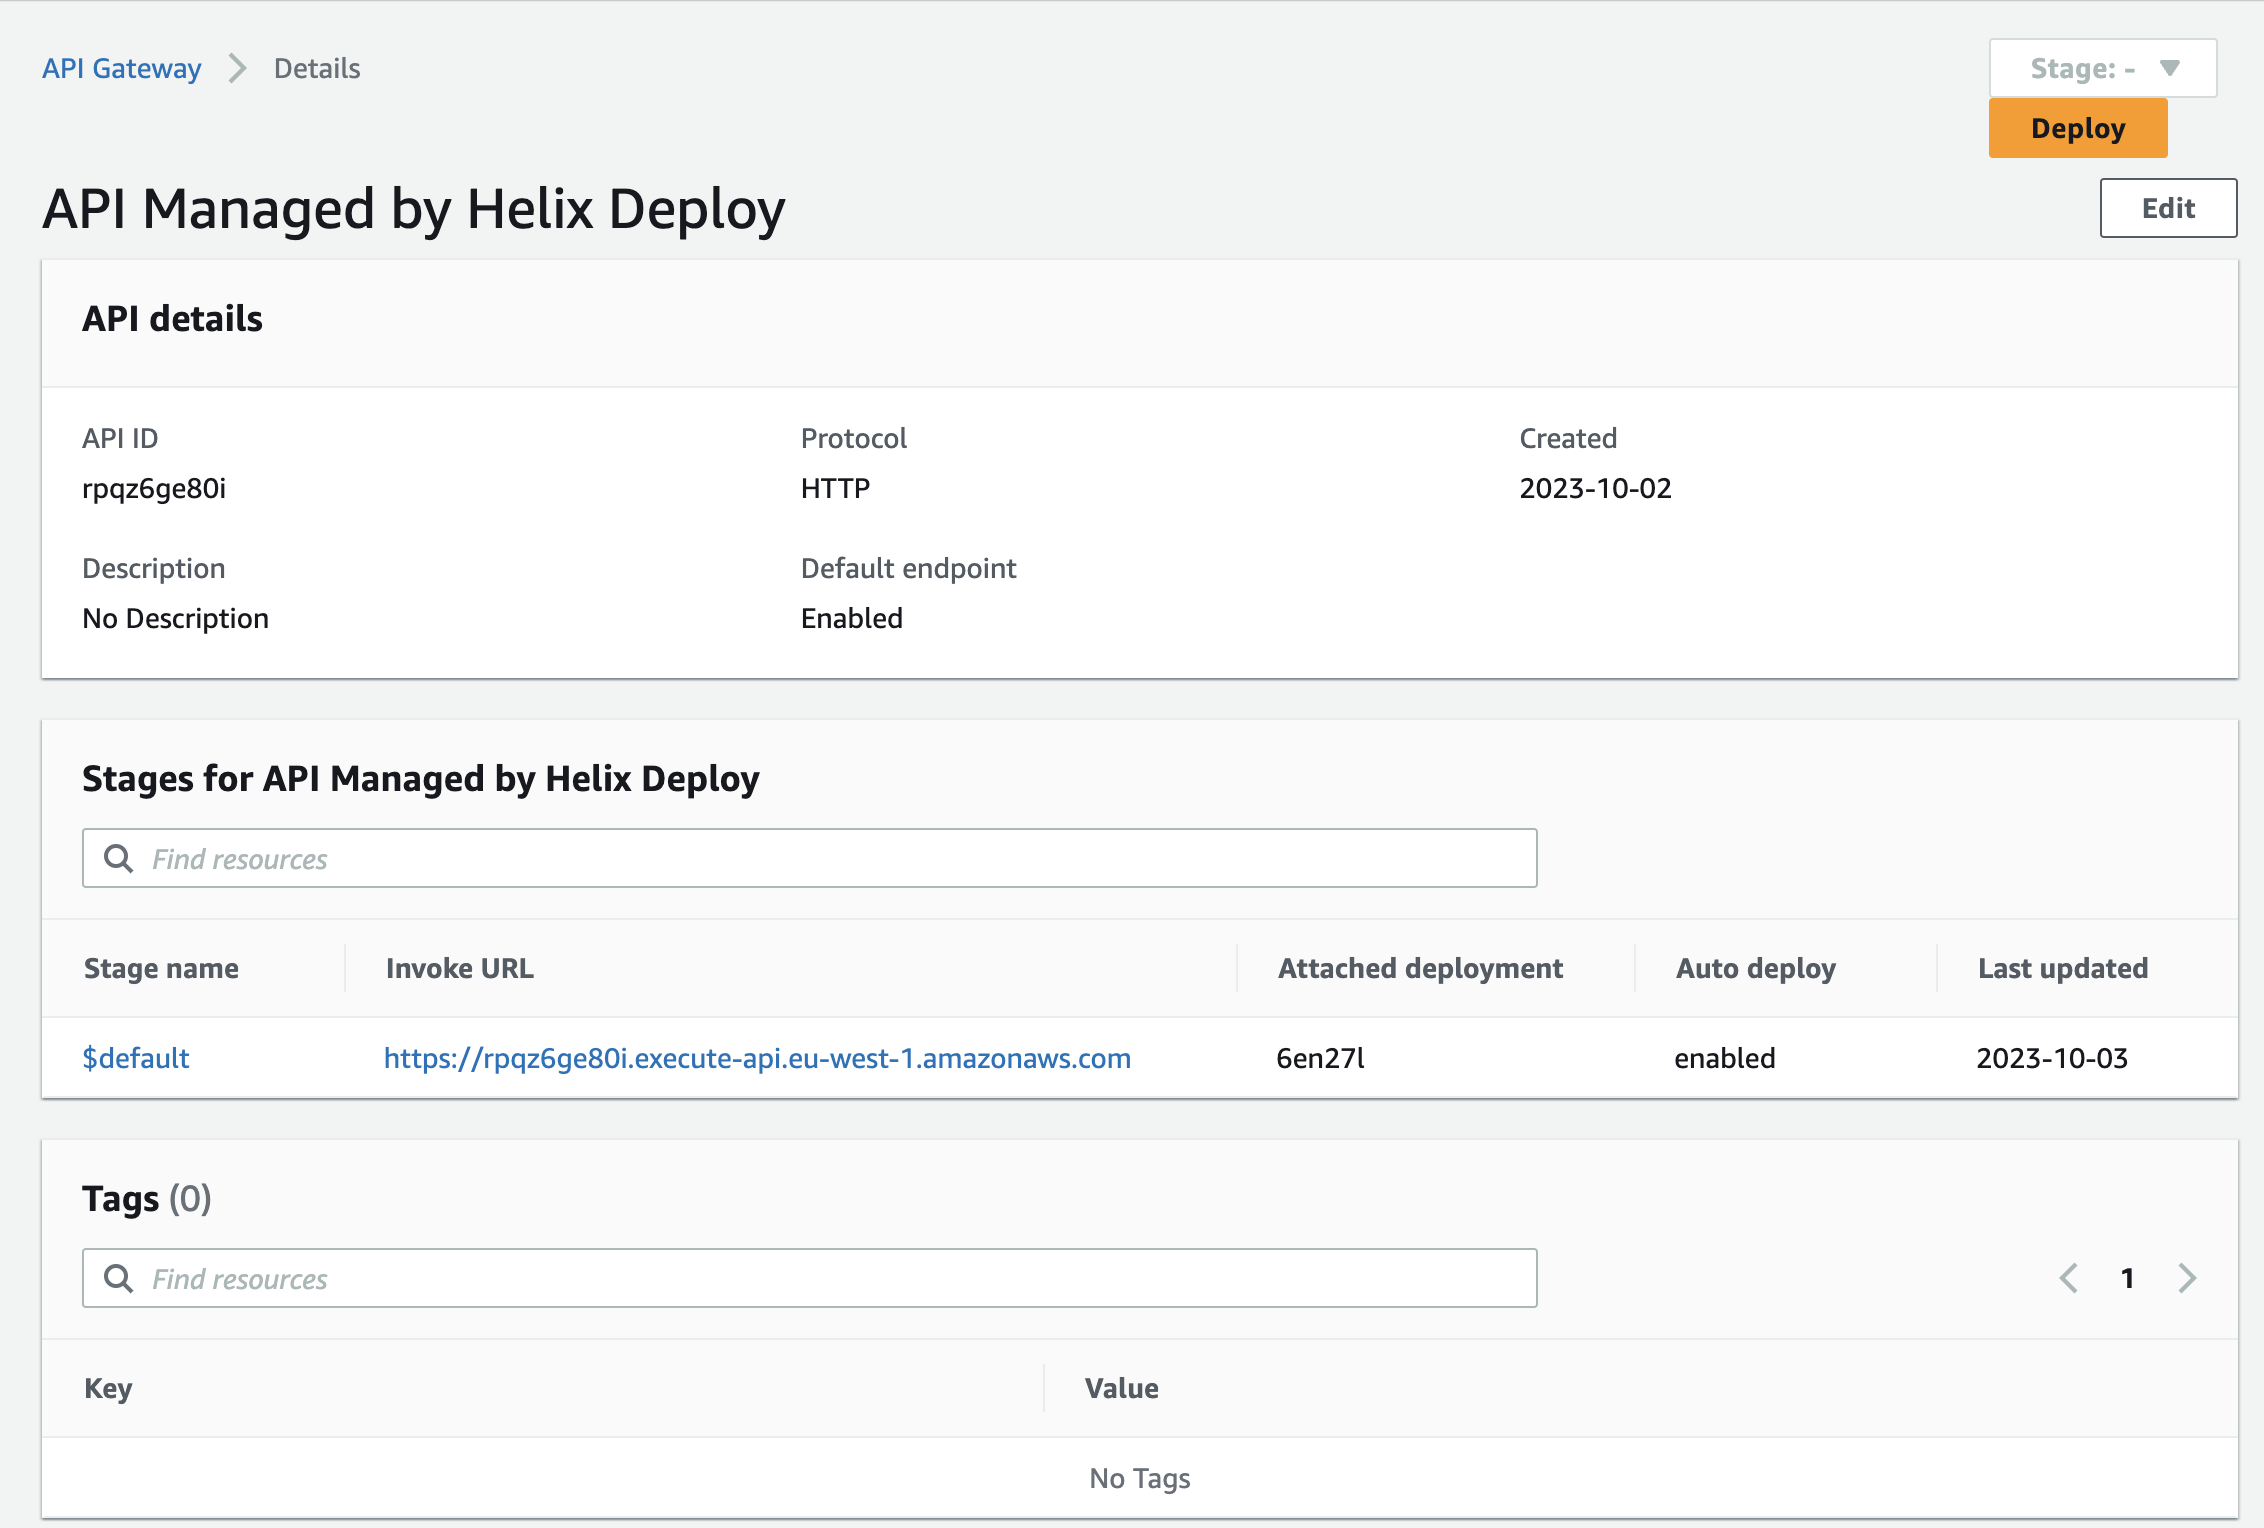 API Gateway > Details
Stage: - ▼
Deploy
API Managed by Helix Deploy
Edit
API details
API ID Protocol Created
rpqz6ge80i HTTP 2023-10-02
Description Default endpoint
No Description Enabled
Stages for API Managed by Helix Deploy
Find resources
Stage name Invoke URL Attached deployment Auto deploy Last updated
$default https://rpqz6ge80i.execute-api.eu-west-1.amazonaws.com 6en27l enabled 2023-10-03
Tags (0)
Find resources < 1 >
Key Value
No Tags